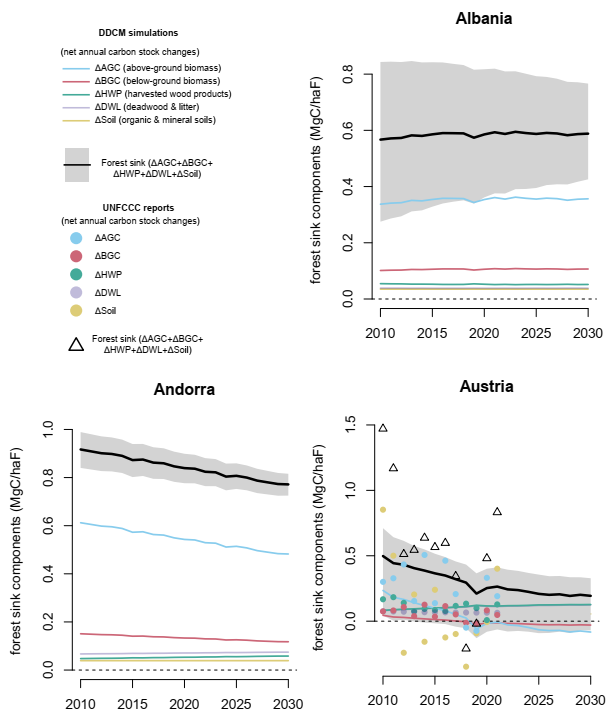 DDCM simulations
(net annual carbon stock changes)
ΔAGC (above-ground biomass)
ΔBGC (below-ground biomass)
ΔHWP (harvested wood products)
ΔDWL (deadwood & litter)
ΔSoil (organic & mineral soils)
Forest sink (ΔAGC+ΔBGC+
ΔHWP+ΔDWL+ΔSoil)
UNFCCC reports
(net annual carbon stock changes)
ΔAGC
ΔBGC
ΔHWP
ΔDWL
ΔSoil
Forest sink (ΔAGC+ΔBGC+
ΔHWP+ΔDWL+ΔSoil)
Albania
forest sink components (MgC/haF)
0.8
0.6
0.4
0.2
0.0
2010 2015 2020 2025 2030
Andorra
forest sink components (MgC/haF)
1.0
0.8
0.6
0.4
0.2
0.0
2010 2015 2020 2025 2030
Austria
forest sink components (MgC/haF)
1.5
1.0
0.5
0.0
2010 2015 2020 2025 2030